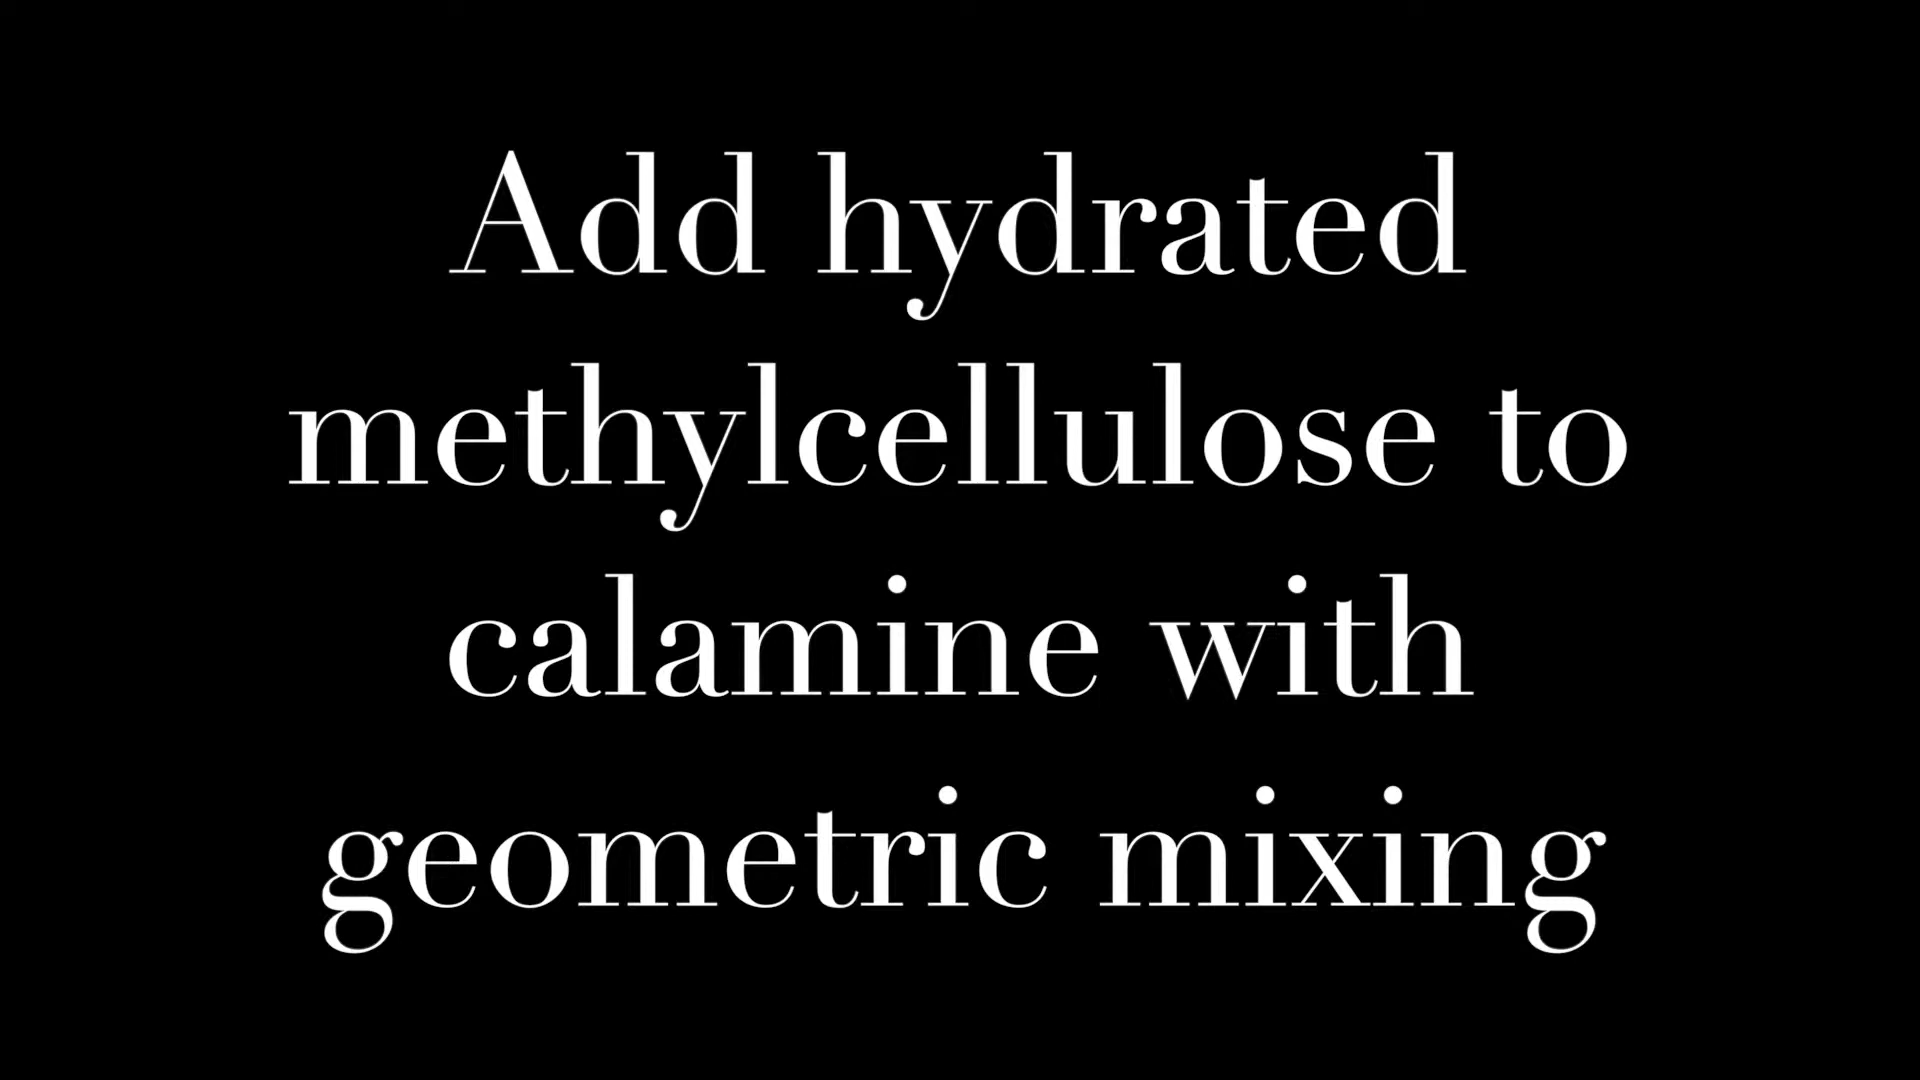 Add hydrated
methylcellulose to
calamine with
geometric mixing